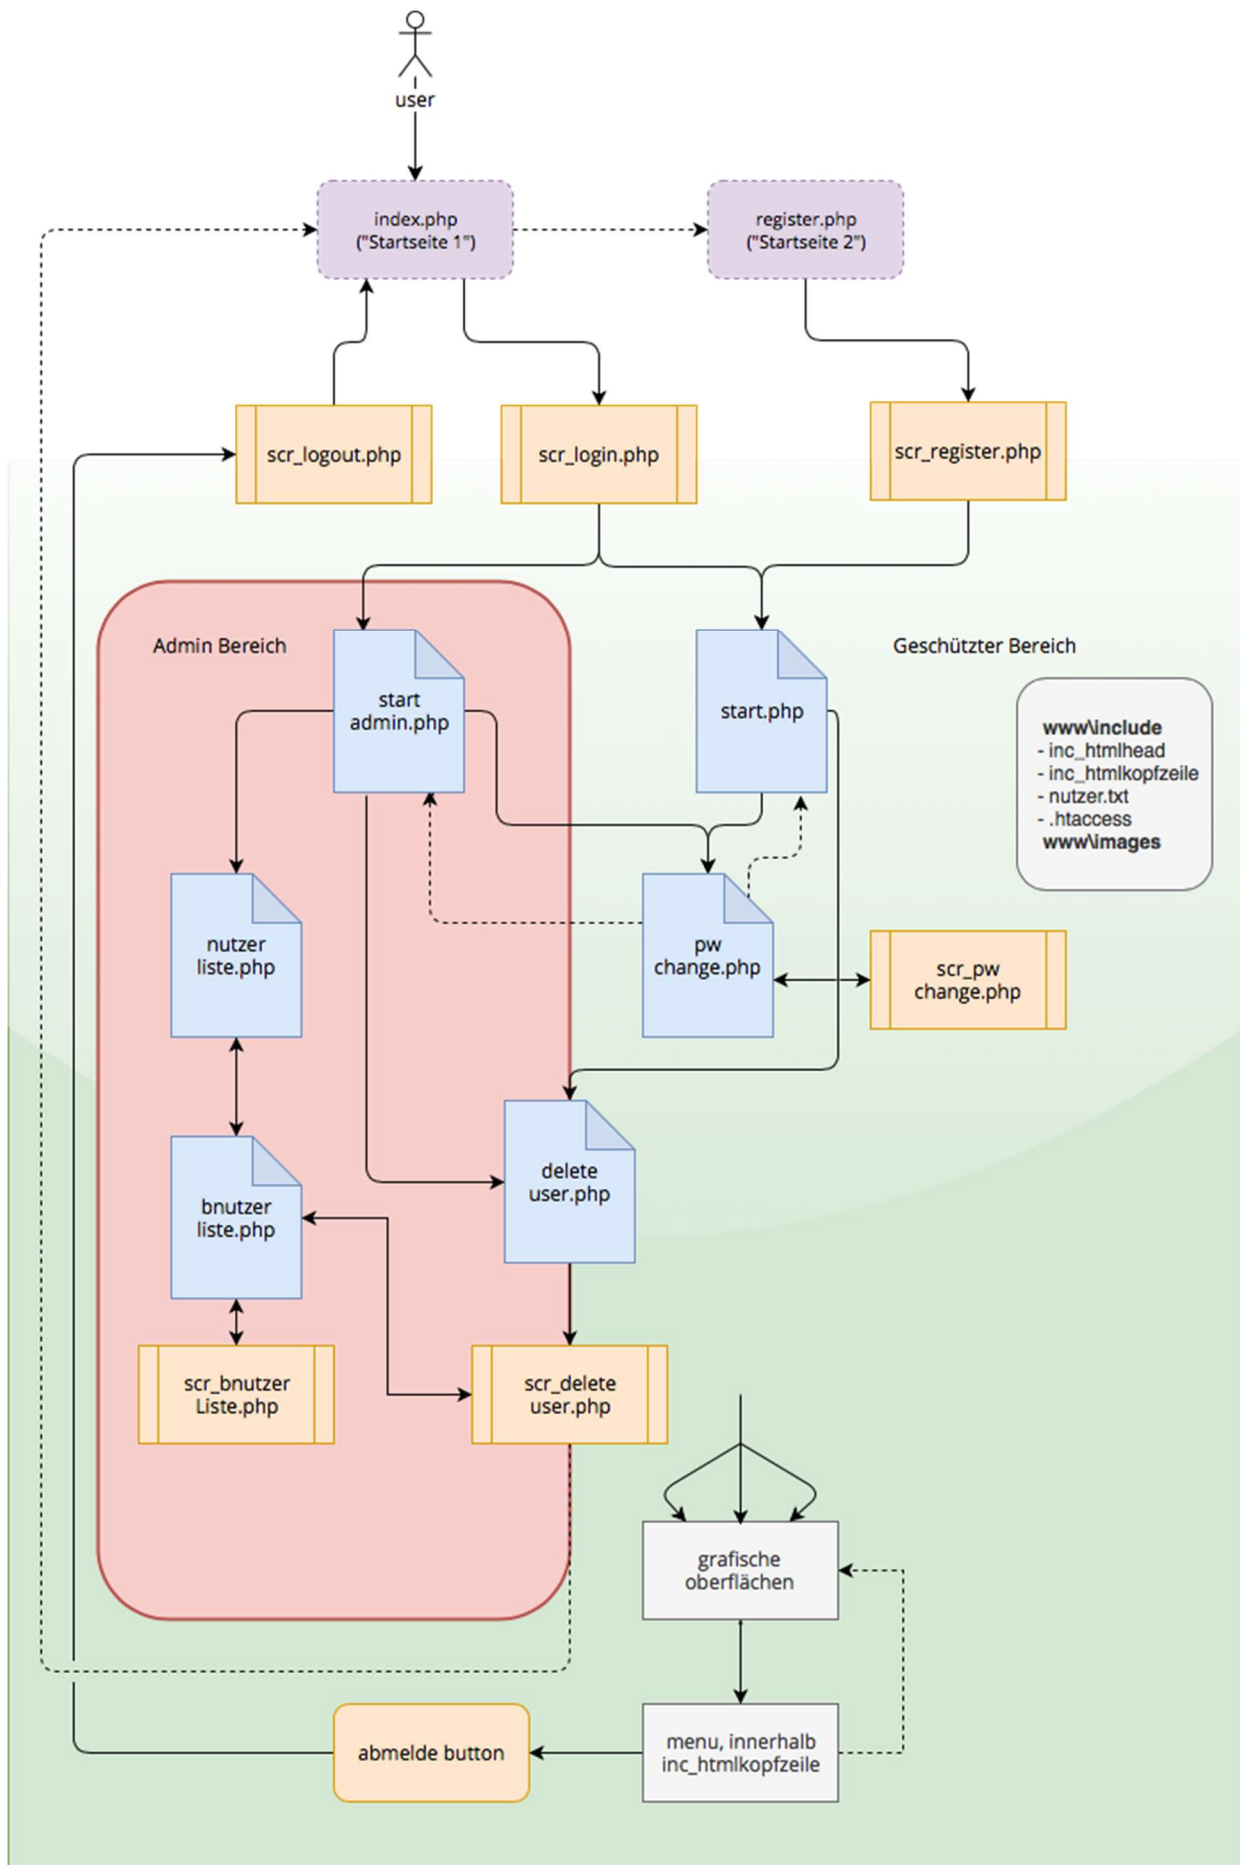 user
index.php
("Startseite 1")
register.php
("Startseite 2")
scr_logout.php
scr_login.php
scr_register.php
Admin Bereich
Geschützter Bereich
start
admin.php
start.php
www\include
- inc_htmlhead
- inc_htmlkopfzeile
- nutzer.txt
- .htaccess
www\images
nutzer
liste.php
pw
change.php
scr_pw
change.php
delete
user.php
bnutzer
liste.php
scr_bnutzer
Liste.php
scr_delete
user.php
grafische
oberflächen
abmelde button
menu, innerhalb
inc_htmlkopfzeile